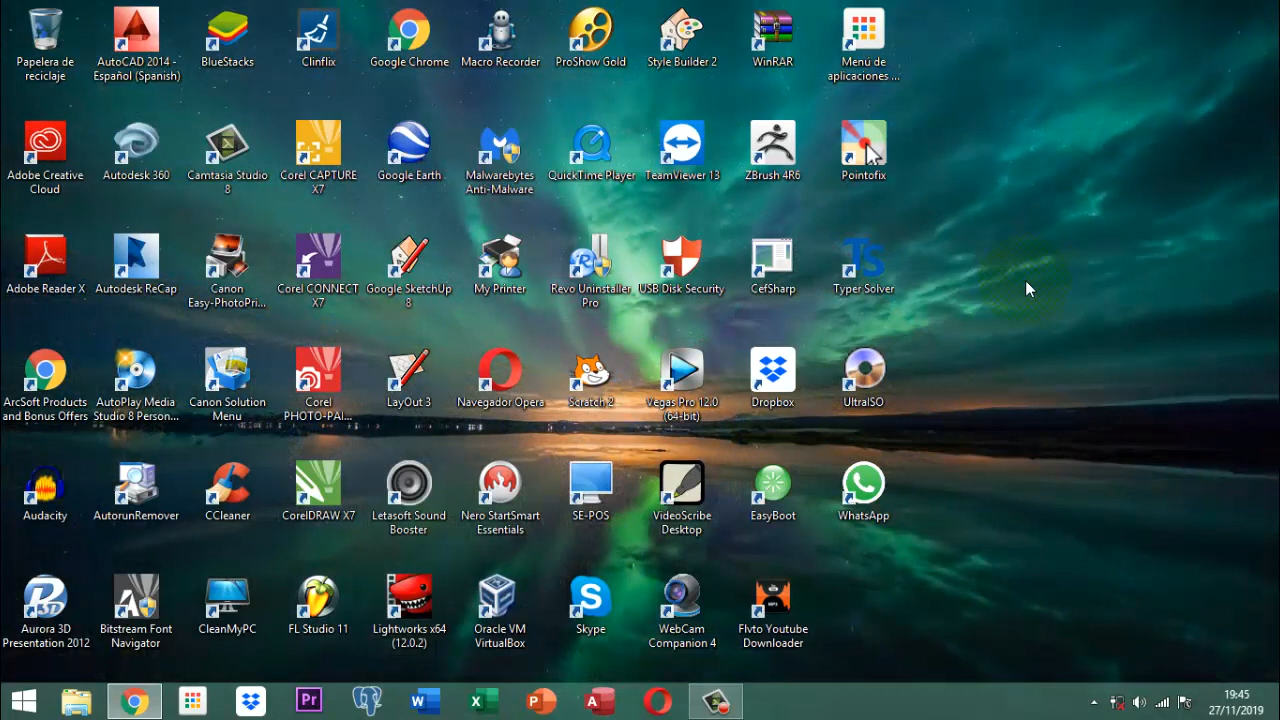 Papelera de
reciclaje
AutoCAD 2014 -
Español (Spanish)
BlueStacks
Clinflix
Google Chrome
Macro Recorder
ProShow Gold
Style Builder 2
WinRAR
Menú de
aplicaciones ...
Adobe Creative
Cloud
Autodesk 360
Camtasia Studio
8
Corel CAPTURE
X7
Google Earth
Malwarebytes
Anti-Malware
QuickTime Player
TeamViewer 13
ZBrush 4R6
Pointofix
Adobe Reader X
Autodesk ReCap
Canon
Easy-PhotoPri...
Corel CONNECT
X7
Google SketchUp
8
My Printer
Revo Uninstaller
Pro
USB Disk Security
CefSharp
TS
Typer Solver
ArcSoft Products
and Bonus Offers
AutoPlay Media
Studio 8 Person...
Canon Solution
Menu
Corel
PHOTO-PAI...
LayOut 3
Navegador Opera
Scratch 2
Vegas Pro 12.0
(64-bit)
Dropbox
UltraISO
Audacity
AutorunRemover
CCleaner
CorelDRAW X7
Letasoft Sound
Booster
Nero StartSmart
Essentials
SE-POS
VideoScribe
Desktop
EasyBoot
WhatsApp
Aurora 3D
Presentation 2012
Bitstream Font
Navigator
CleanMyPC
FL Studio 11
Lightworks x64
(12.0.2)
Oracle VM
VirtualBox
Skype
WebCam
Companion 4
Flvto Youtube
Downloader
Pr
19:45
27/11/2019